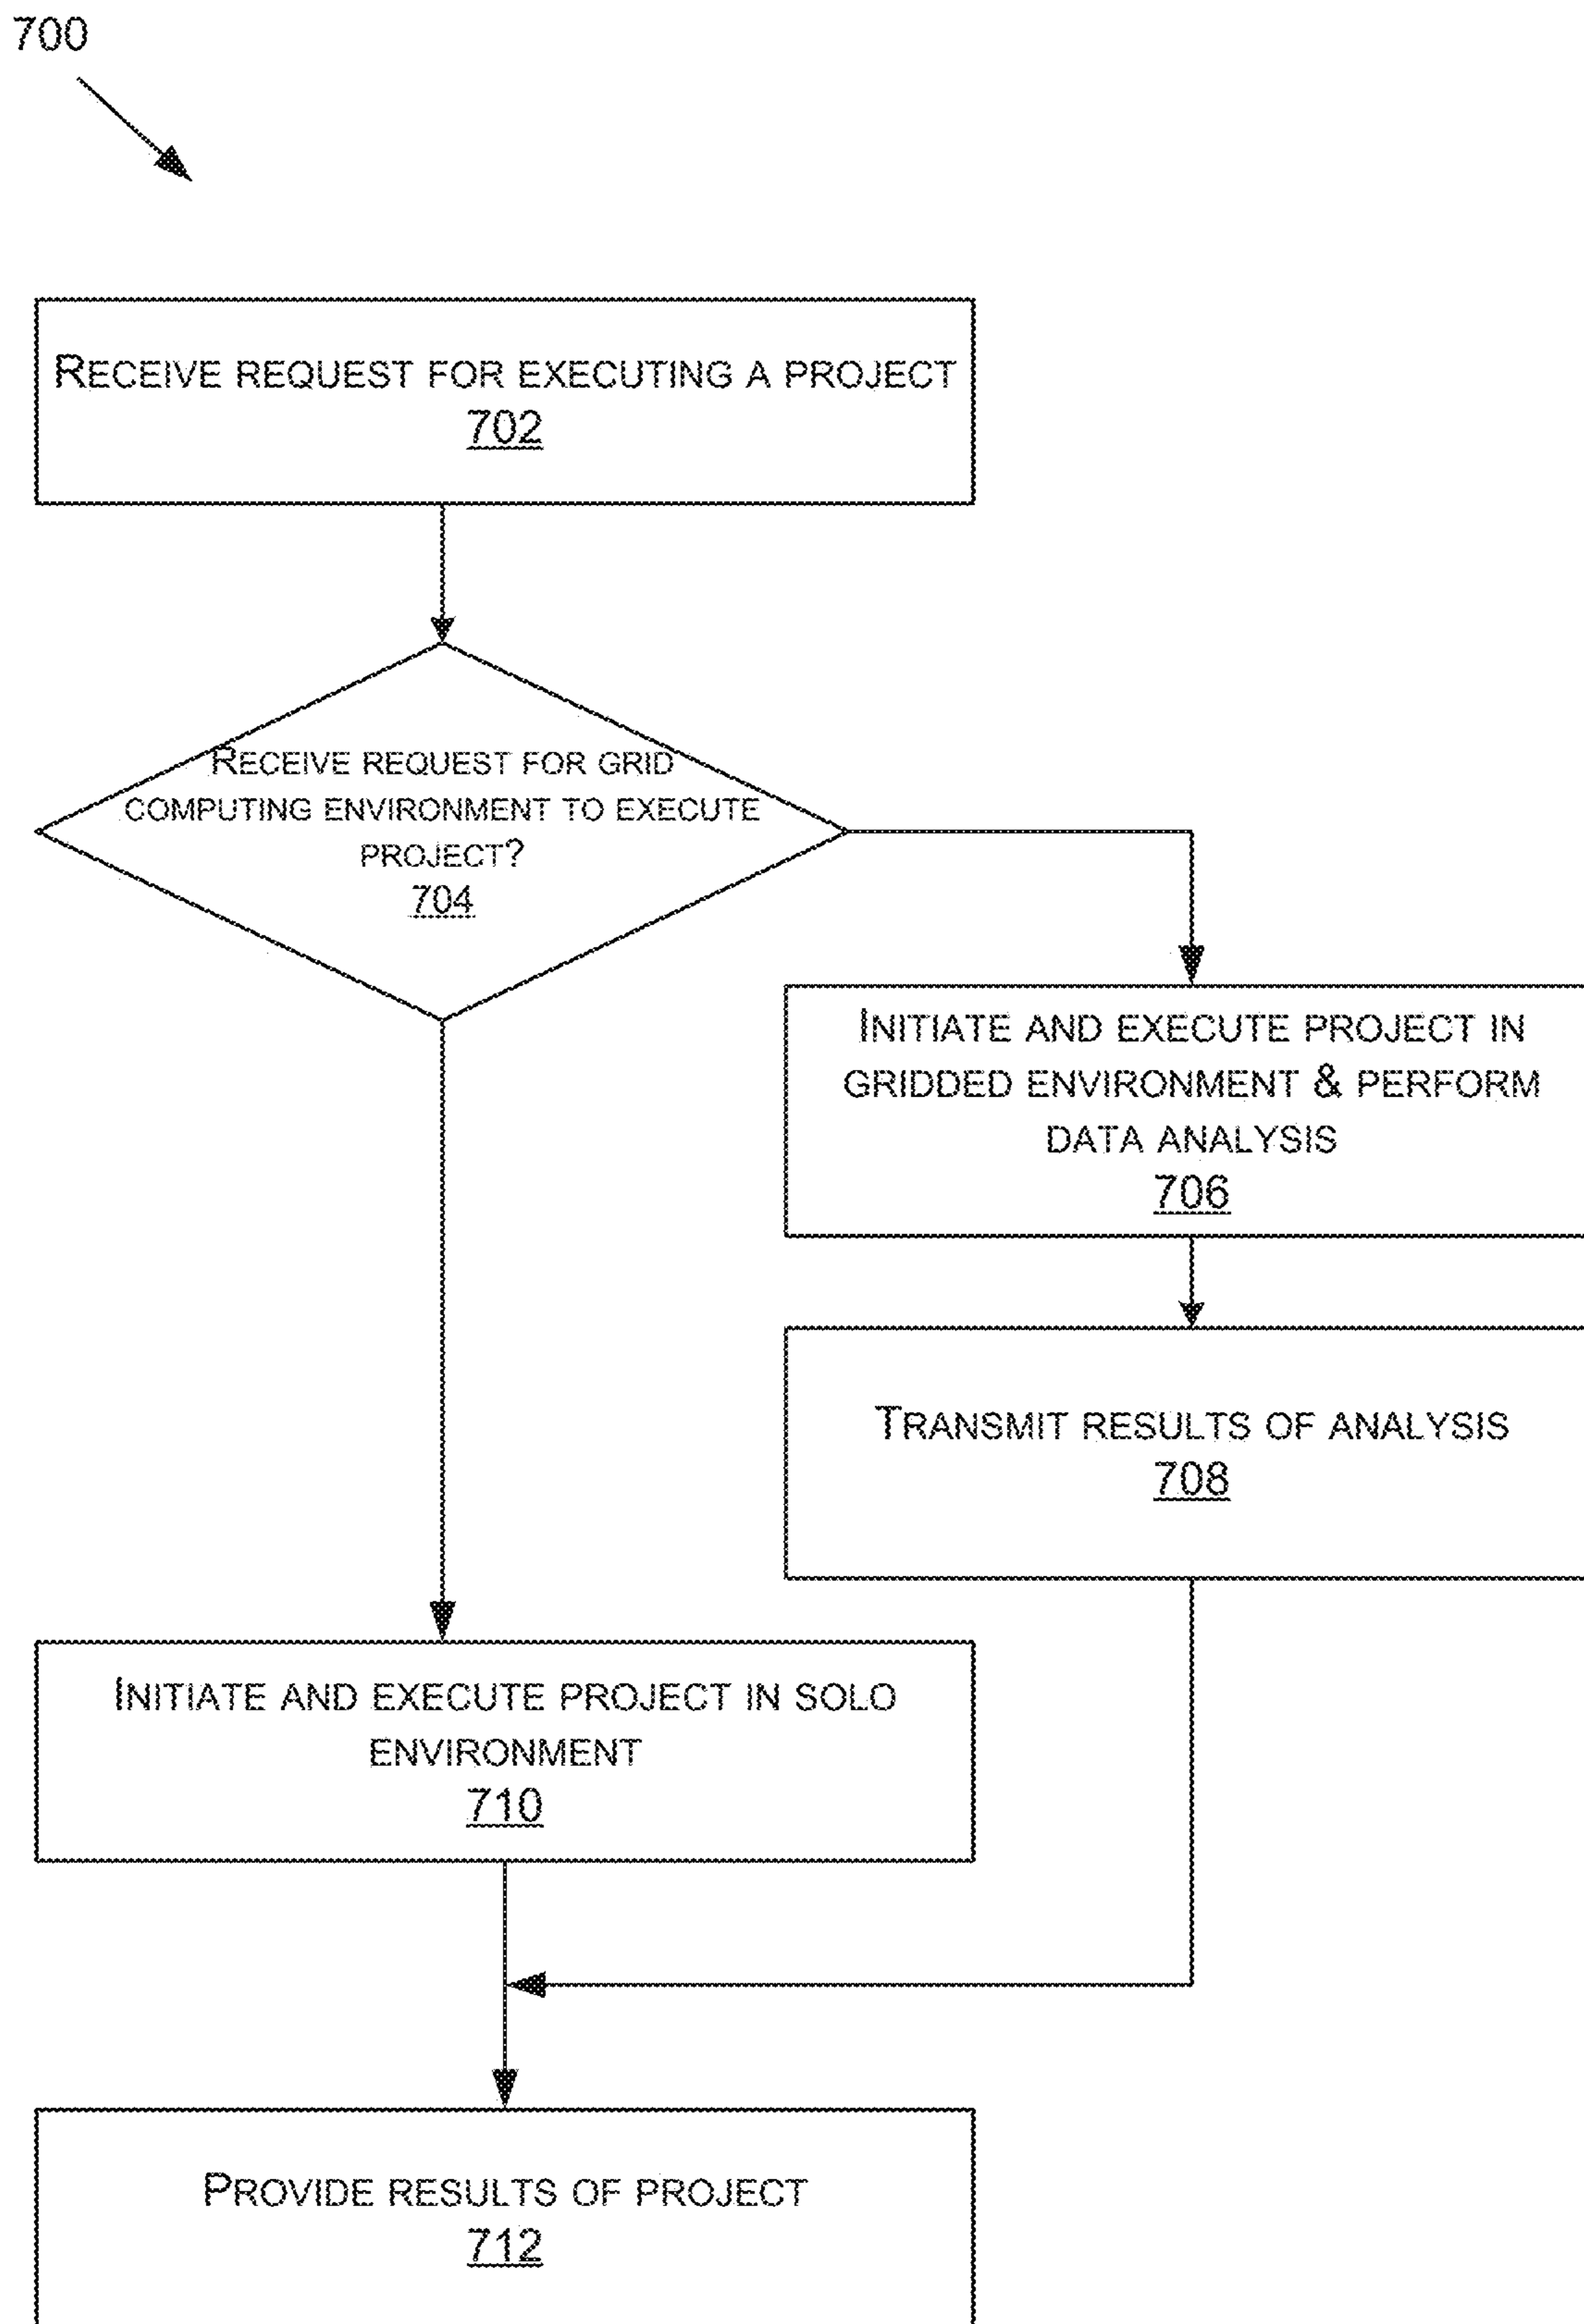 700
RECEIVE REQUEST FOR EXECUTING A PROJECT
702
RECEIVE REQUEST FOR GRID
COMPUTING ENVIRONMENT TO EXECUTE
PROJECT?
704
INITIATE AND EXECUTE PROJECT IN
GRIDDED ENVIRONMENT & PERFORM
DATA ANALYSIS
706
TRANSMIT RESULTS OF ANALYSIS
708
INITIATE AND EXECUTE PROJECT IN SOLO
ENVIRONMENT
710
PROVIDE RESULTS OF PROJECT
712